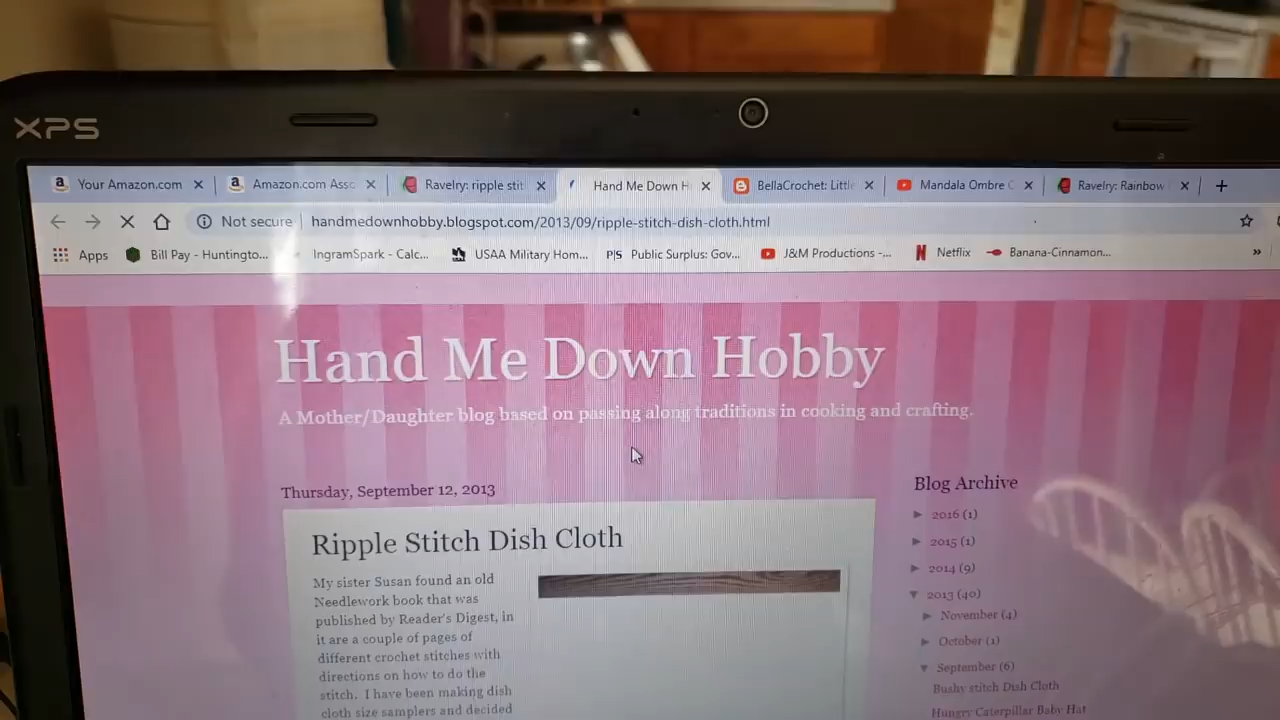 XPS
Your Amazon.com
Amazon.com Asso
Ravelry: ripple stit
Hand Me Down H
BellaCrochet: Little
Mandala Ombre C
Ravelry: Rainbow
Not secure
handmedownhobby.blogspot.com/2013/09/ripple-stitch-dish-cloth.html
Apps
Bill Pay - Huntingto...
IngramSpark - Calc...
USAA Military Hom...
P|S Public Surplus: Gov...
J&M Productions -...
Netflix
Banana-Cinnamon...
»
Hand Me Down Hobby
A Mother/Daughter blog based on passing along traditions in cooking and crafting.
Thursday, September 12, 2013
Ripple Stitch Dish Cloth
My sister Susan found an old
Needlework book that was
published by Reader's Digest, in
it are a couple of pages of
different crochet stitches with
directions on how to do the
stitch. I have been making dish
cloth size samplers and decided
Blog Archive
► 2016 (1)
► 2015 (1)
► 2014 (9)
▼ 2013 (40)
► November (4)
► October (1)
▼ September (6)
Bushy stitch Dish Cloth
Hungry Caterpillar Baby Hat